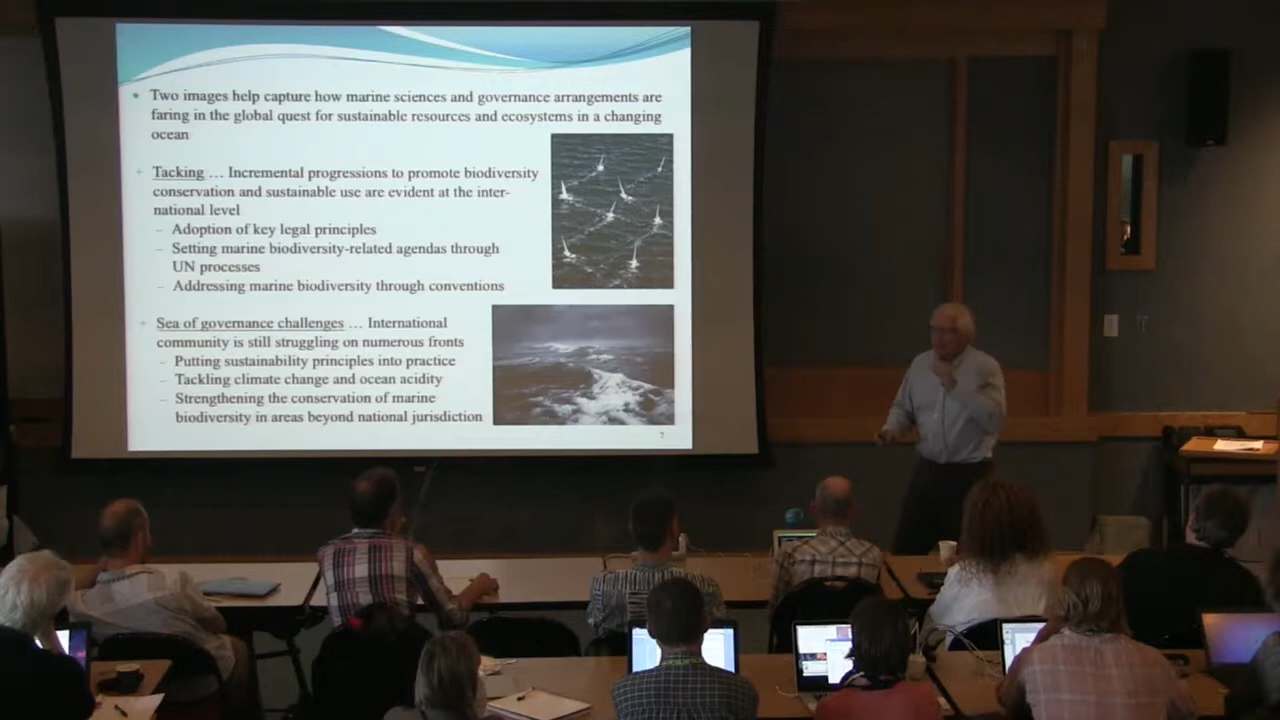 • Two images help capture how marine sciences and governance arrangements are
faring in the global quest for sustainable resources and ecosystems in a changing
ocean
Tacking … Incremental progressions to promote biodiversity
conservation and sustainable use are evident at the inter-
national level
– Adoption of key legal principles
– Setting marine biodiversity-related agendas through
UN processes
– Addressing marine biodiversity through conventions
Sea of governance challenges … International
community is still struggling on numerous fronts
– Putting sustainability principles into practice
– Tackling climate change and ocean acidity
– Strengthening the conservation of marine
biodiversity in areas beyond national jurisdiction
7